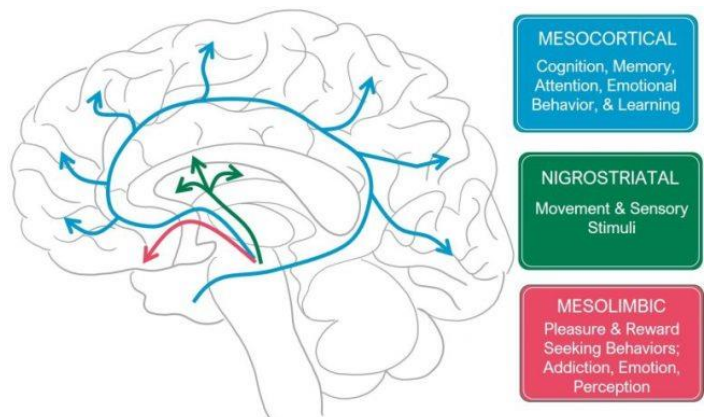 MESOCORTICAL
Cognition, Memory,
Attention, Emotional
Behavior, & Learning
NIGROSTRIATAL
Movement & Sensory
Stimuli
MESOLIMBIC
Pleasure & Reward
Seeking Behaviors;
Addiction, Emotion,
Perception